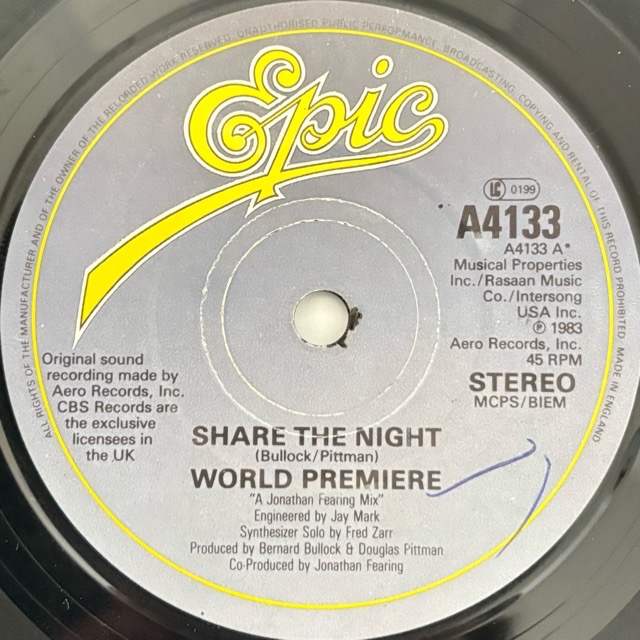 ALL RIGHTS OF THE MANUFACTURER AND OF THE OWNER OF THE RECORDED WORK RESERVED. UNAUTHORISED PUBLIC PERFORMANCE, BROADCASTING, COPYING AND RENTAL OF THIS RECORD PROHIBITED. MADE IN ENGLAND
Epic
LC 0199
A4133
A4133 A*
Musical Properties
Inc./Rasaan Music
Co./Intersong
USA Inc.
℗ 1983
Aero Records, Inc.
45 RPM
STEREO
MCPS/BIEM
Original sound
recording made by
Aero Records, Inc.
CBS Records are
the exclusive
licensees in
the UK
SHARE THE NIGHT
(Bullock/Pittman)
WORLD PREMIERE
"A Jonathan Fearing Mix"
Engineered by Jay Mark
Synthesizer Solo by Fred Zarr
Produced by Bernard Bullock & Douglas Pittman
Co-Produced by Jonathan Fearing